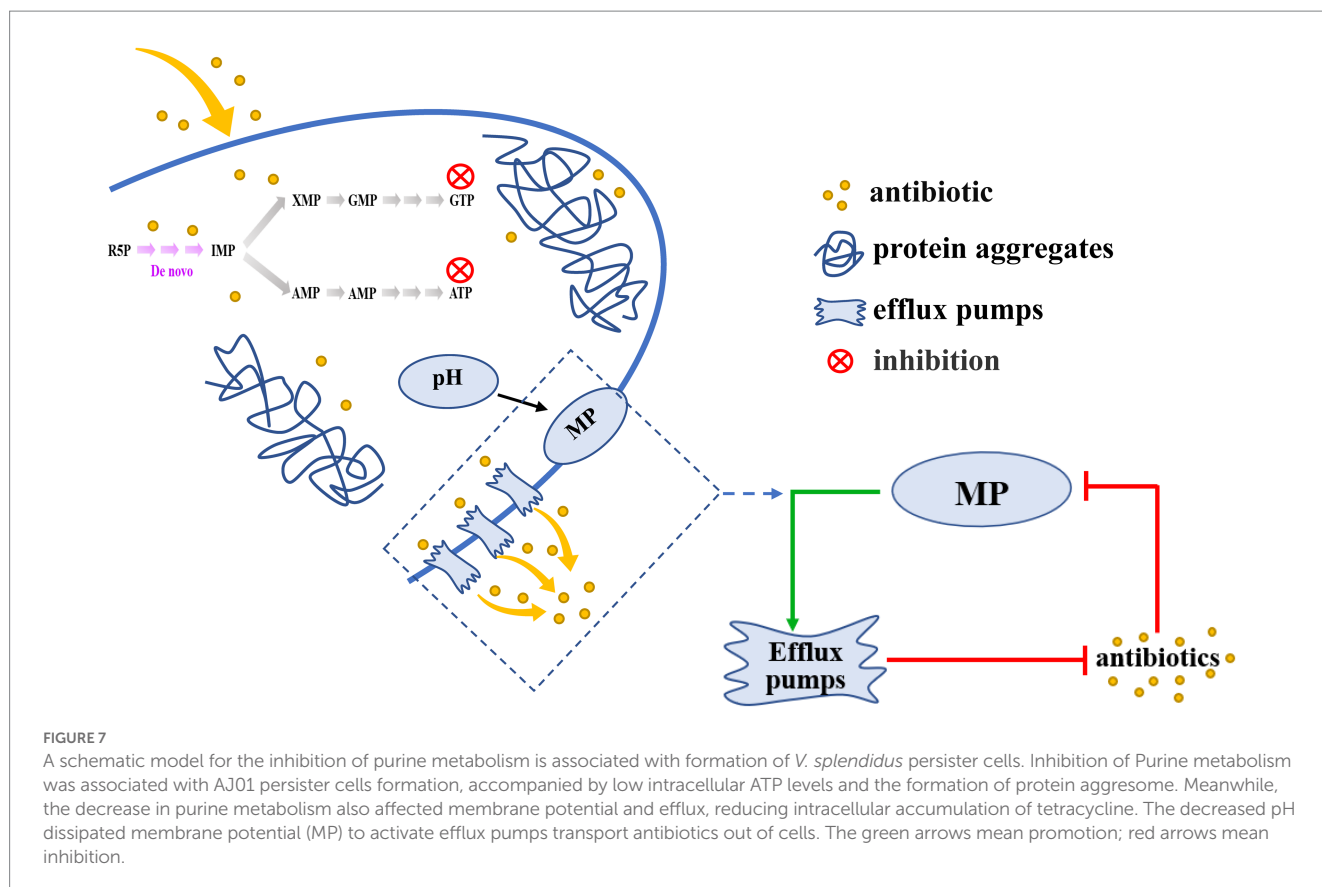 antibiotic
protein aggregates
efflux pumps
inhibition
XMP GMP GTP
R5P IMP
De novo
AMP AMP ATP
pH
MP
MP
Efflux
pumps
antibiotics
FIGURE 7
A schematic model for the inhibition of purine metabolism is associated with formation of V. splendidus persister cells. Inhibition of Purine metabolism
was associated with AJ01 persister cells formation, accompanied by low intracellular ATP levels and the formation of protein aggresome. Meanwhile,
the decrease in purine metabolism also affected membrane potential and efflux, reducing intracellular accumulation of tetracycline. The decreased pH
dissipated membrane potential (MP) to activate efflux pumps transport antibiotics out of cells. The green arrows mean promotion; red arrows mean
inhibition.